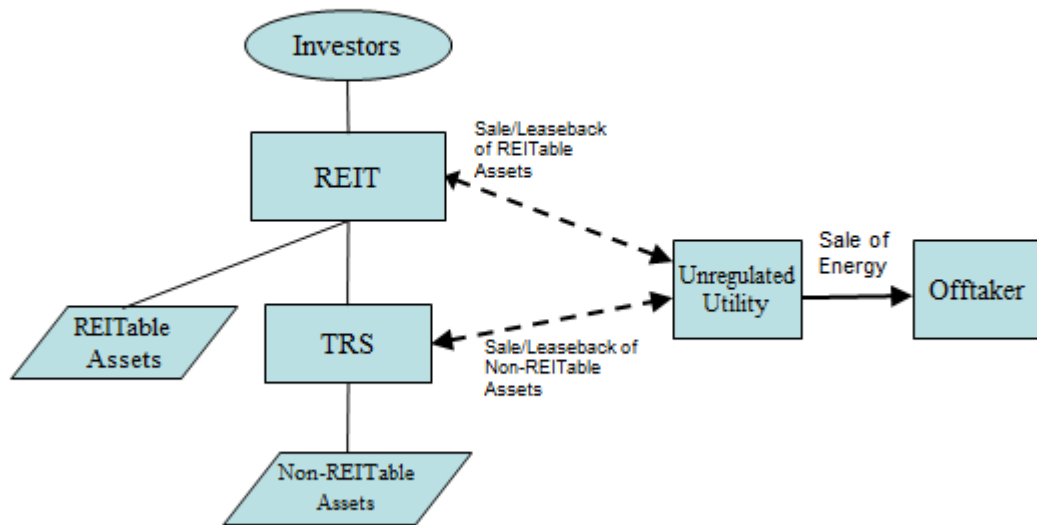 Investors
Sale/Leaseback
of REITable
Assets
REIT
Sale of
Energy
Unregulated
Utility
Offtaker
REITable
Assets
TRS
Sale/Leaseback of
Non-REITable
Assets
Non-REITable
Assets